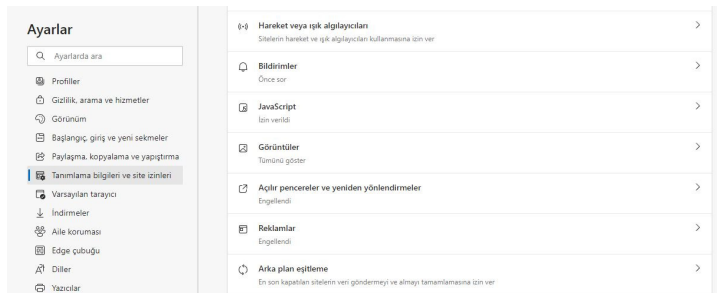 Ayarlar
Ayarlarda ara
Profiller
Gizlilik, arama ve hizmetler
Görünüm
Başlangıç, giriş ve yeni sekmeler
Paylaşma, kopyalama ve yapıştırma
Tanımlama bilgileri ve site izinleri
Varsayılan tarayıcı
İndirmeler
Aile koruması
Edge çubuğu
Diller
Yazıcılar
Hareket veya ışık algılayıcıları
Sitelerin hareket ve ışık algılayıcıları kullanmasına izin ver
Bildirimler
Önce sor
JavaScript
İzin verildi
Görüntüler
Tümünü göster
Açılır pencereler ve yeniden yönlendirmeler
Engellendi
Reklamlar
Engellendi
Arka plan eşitleme
En son kapatılan sitelerin veri göndermeyi ve almayı tamamlamasına izin ver